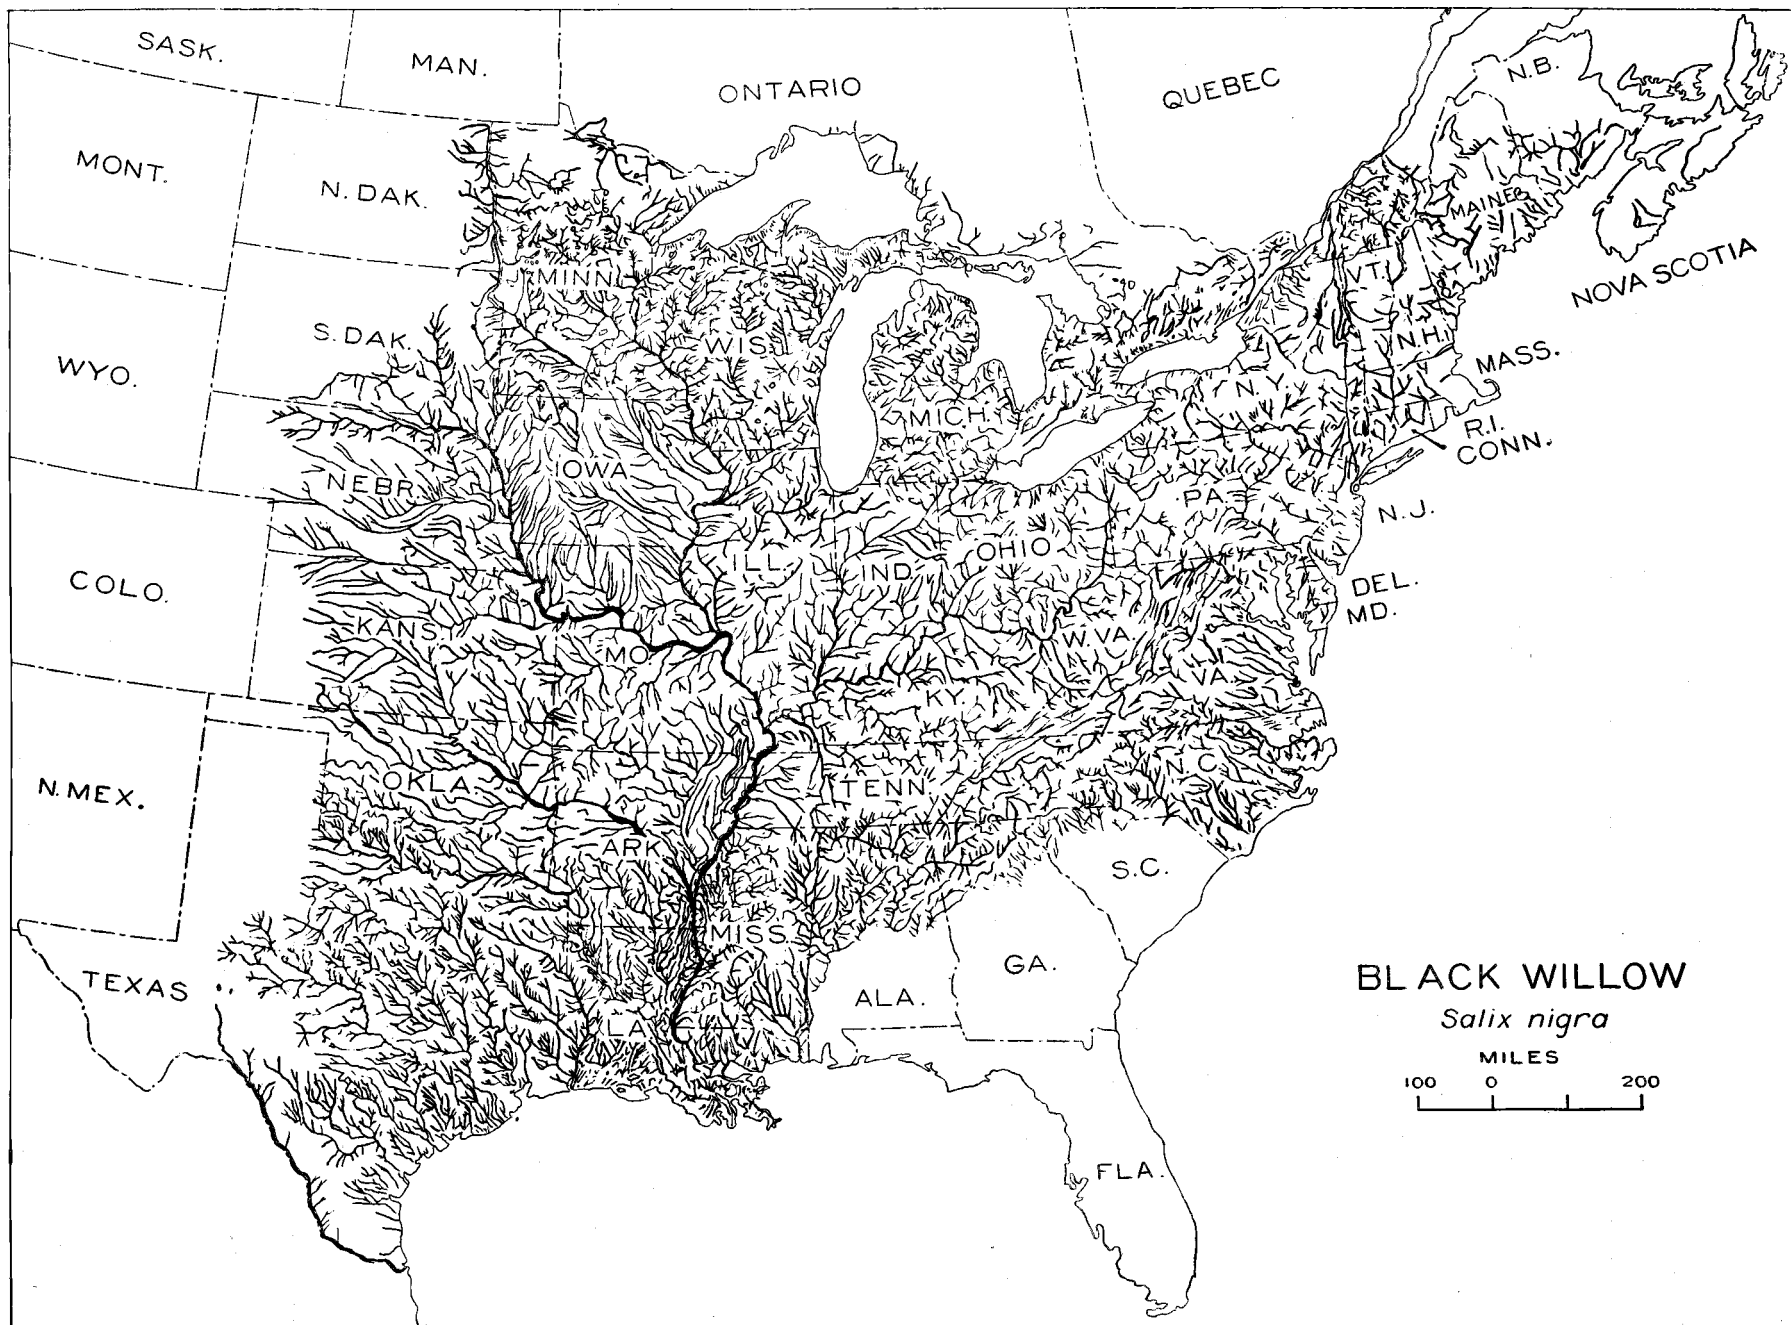 SASK.
MAN.
ONTARIO
QUEBEC
N.B.
MONT.
N. DAK.
MAINE
NOVA SCOTIA
MINN.
VT.
S. DAK.
WIS.
N.H.
MASS.
WYO.
MICH.
N.Y.
R.I.
CONN.
IOWA
NEBR.
PA.
N.J.
OHIO
ILL.
IND.
COLO.
DEL.
MD.
KANS.
MO.
W.VA.
VA.
KY.
N. MEX.
OKLA.
TENN.
N.C.
ARK.
S.C.
MISS.
TEXAS
GA.
ALA.
LA.
BLACK WILLOW
Salix nigra
MILES
100 0 200
FLA.